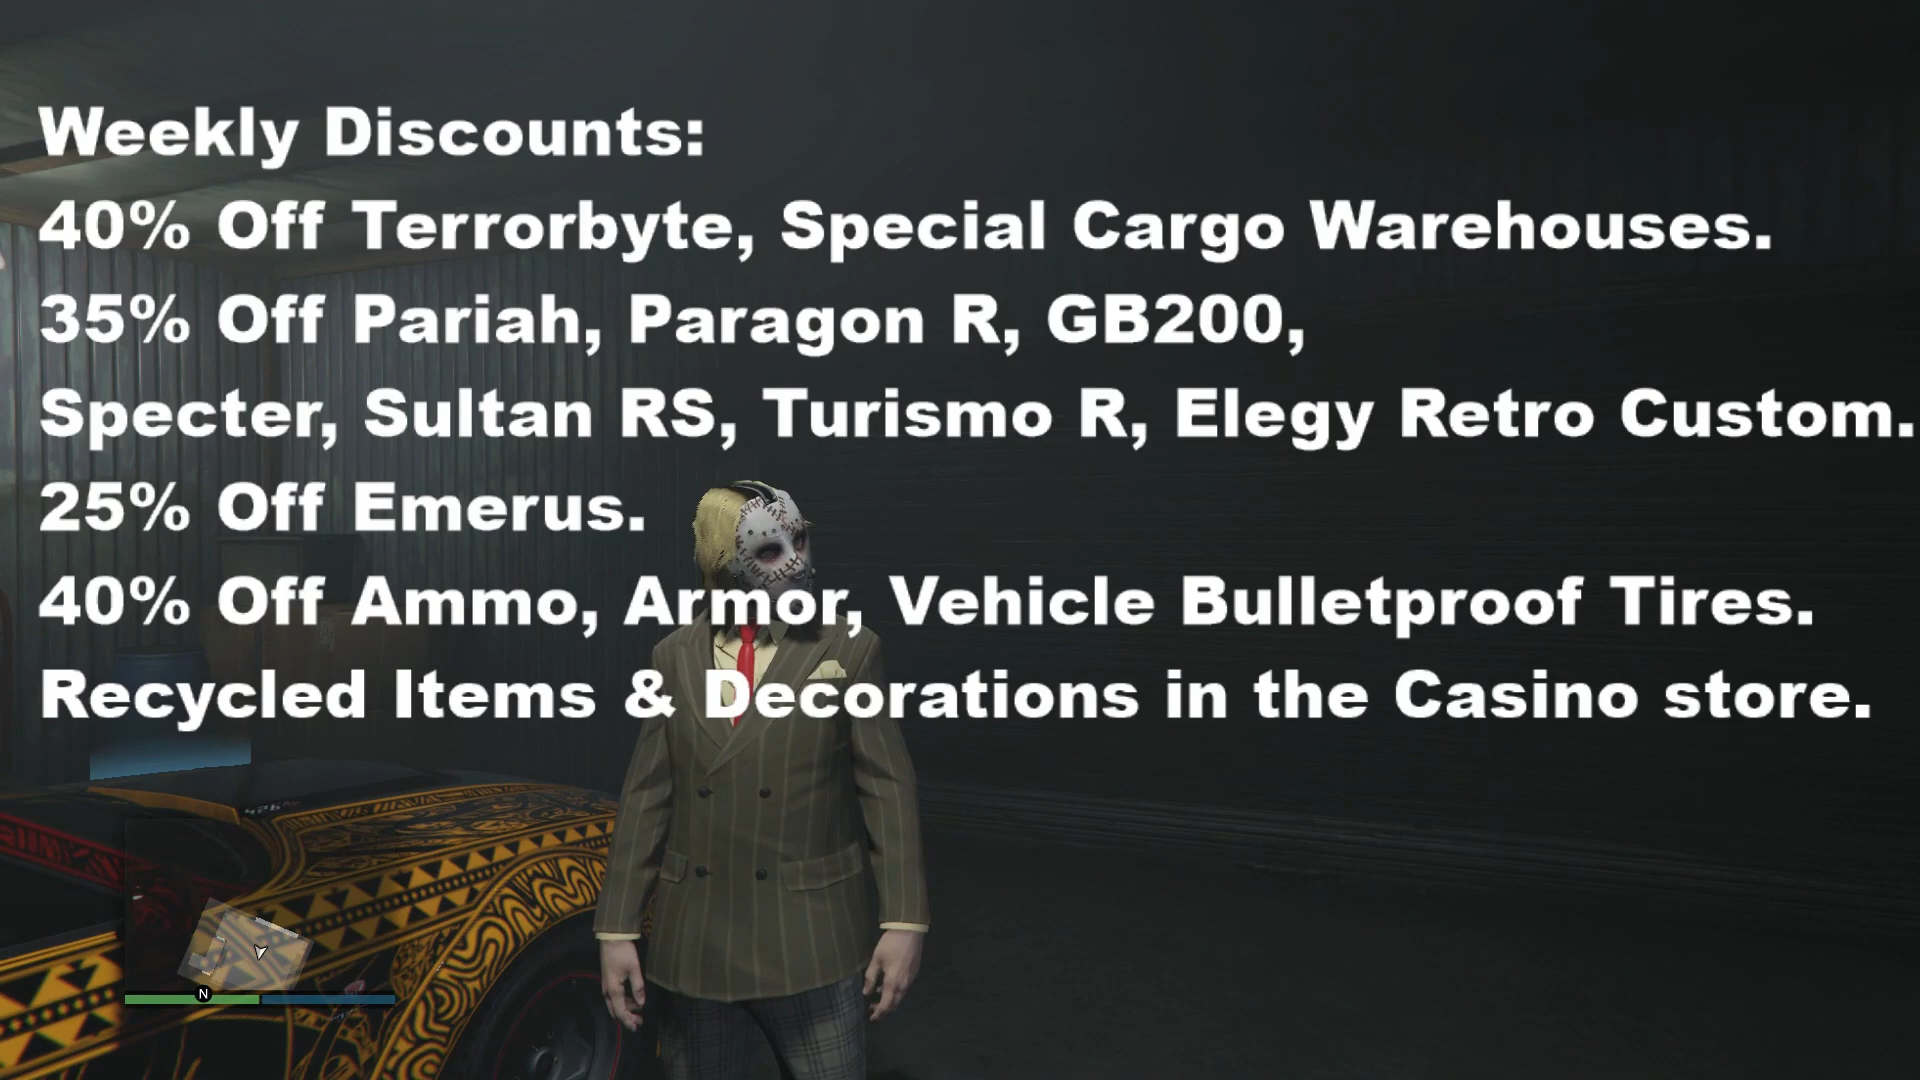 Weekly Discounts:
40% Off Terrorbyte, Special Cargo Warehouses.
35% Off Pariah, Paragon R, GB200,
Specter, Sultan RS, Turismo R, Elegy Retro Custom.
25% Off Emerus.
40% Off Ammo, Armor, Vehicle Bulletproof Tires.
Recycled Items & Decorations in the Casino store.
N